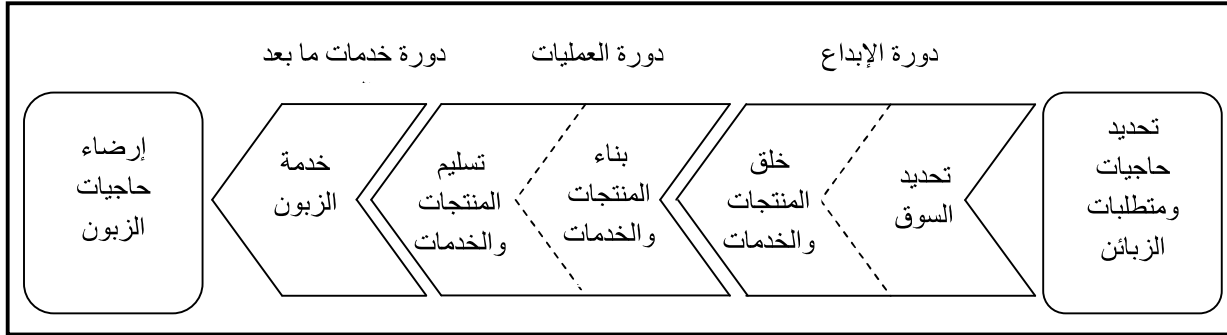 دورة الإبداع
دورة العمليات
دورة خدمات ما بعد
تحديد
حاجيات
ومتطلبات
الزبائن
تحديد
السوق
خلق
المنتجات
والخدمات
بناء
المنتجات
والخدمات
تسليم
المنتجات
والخدمات
خدمة
الزبون
إرضاء
حاجيات
الزبون